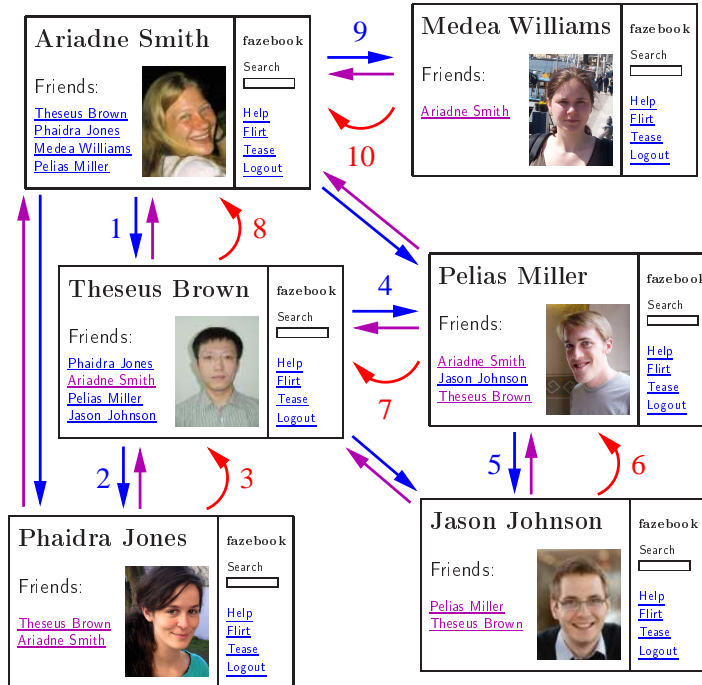 Ariadne Smith
Friends:
Theseus Brown
Phaidra Jones
Medea Williams
Pelias Miller
fazebook
Search
Help
Flirt
Tease
Logout
9
10
Medea Williams
Friends:
Ariadne Smith
fazebook
Search
Help
Flirt
Tease
Logout
1
8
Theseus Brown
Friends:
Phaidra Jones
Ariadne Smith
Pelias Miller
Jason Johnson
fazebook
Search
Help
Flirt
Tease
Logout
4
7
Pelias Miller
Friends:
Ariadne Smith
Jason Johnson
Theseus Brown
fazebook
Search
Help
Flirt
Tease
Logout
2
3
5
6
Phaidra Jones
Friends:
Theseus Brown
Ariadne Smith
fazebook
Search
Help
Flirt
Tease
Logout
Jason Johnson
Friends:
Pelias Miller
Theseus Brown
fazebook
Search
Help
Flirt
Tease
Logout